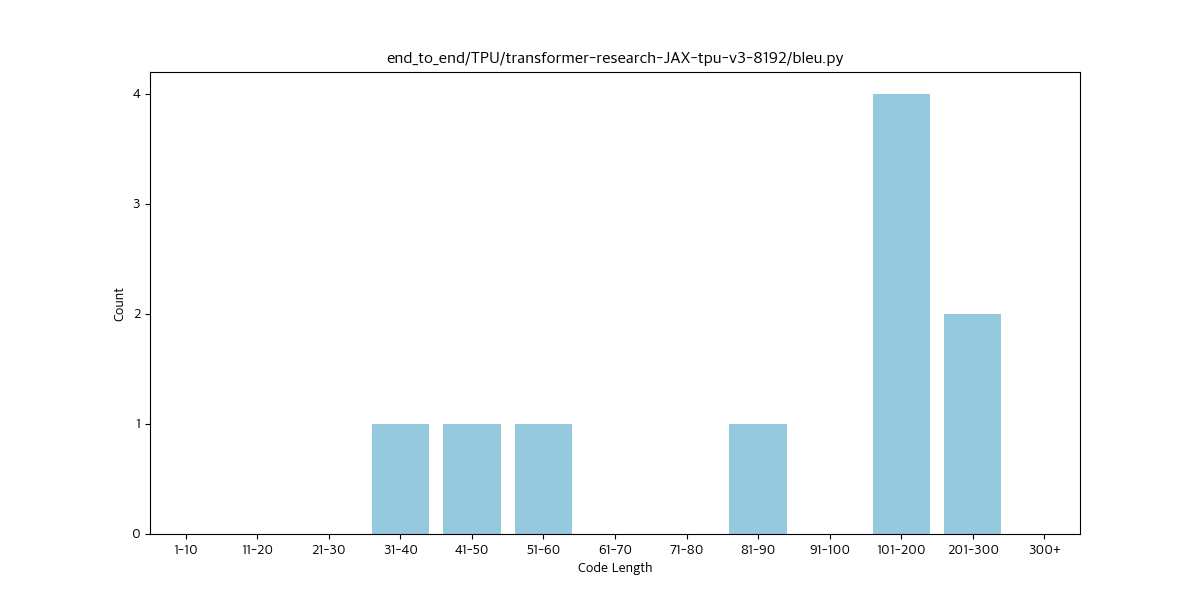 end_to_end/TPU/transformer-research-JAX-tpu-v3-8192/bleu.py
4
3
2
1
0
Count
1-10 11-20 21-30 31-40 41-50 51-60 61-70 71-80 81-90 91-100 101-200 201-300 300+
Code Length